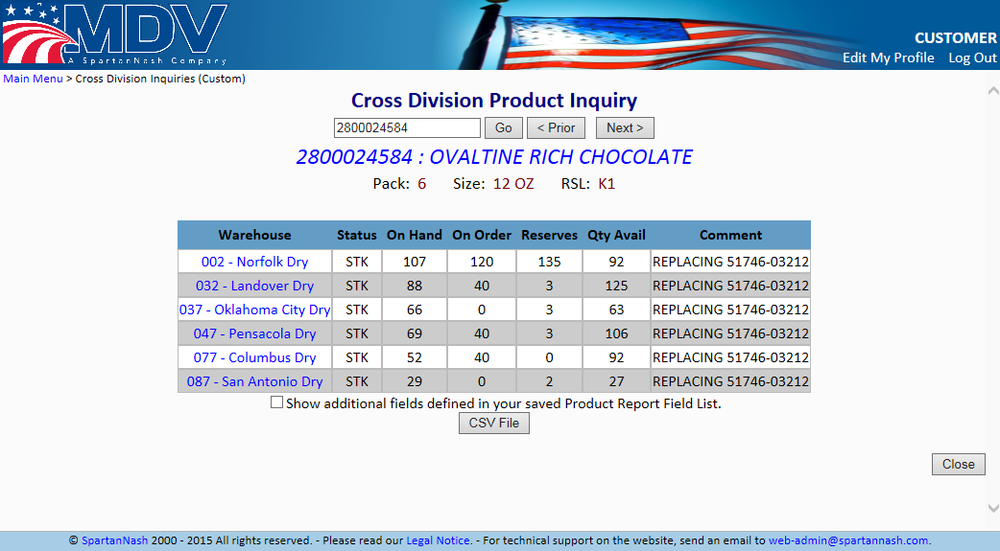 MDV
A SpartanNash Company
CUSTOMER
Edit My Profile Log Out
Main Menu > Cross Division Inquiries (Custom)
Cross Division Product Inquiry
2800024584 Go < Prior Next >
2800024584 : OVALTINE RICH CHOCOLATE
Pack: 6 Size: 12 OZ RSL: K1
Warehouse Status On Hand On Order Reserves Qty Avail Comment
002 - Norfolk Dry STK 107 120 135 92 REPLACING 51746-03212
032 - Landover Dry STK 88 40 3 125 REPLACING 51746-03212
037 - Oklahoma City Dry STK 66 0 3 63 REPLACING 51746-03212
047 - Pensacola Dry STK 69 40 3 106 REPLACING 51746-03212
077 - Columbus Dry STK 52 40 0 92 REPLACING 51746-03212
087 - San Antonio Dry STK 29 0 2 27 REPLACING 51746-03212
Show additional fields defined in your saved Product Report Field List.
CSV File
Close
© SpartanNash 2000 - 2015 All rights reserved. - Please read our Legal Notice. - For technical support on the website, send an email to web-admin@spartannash.com.